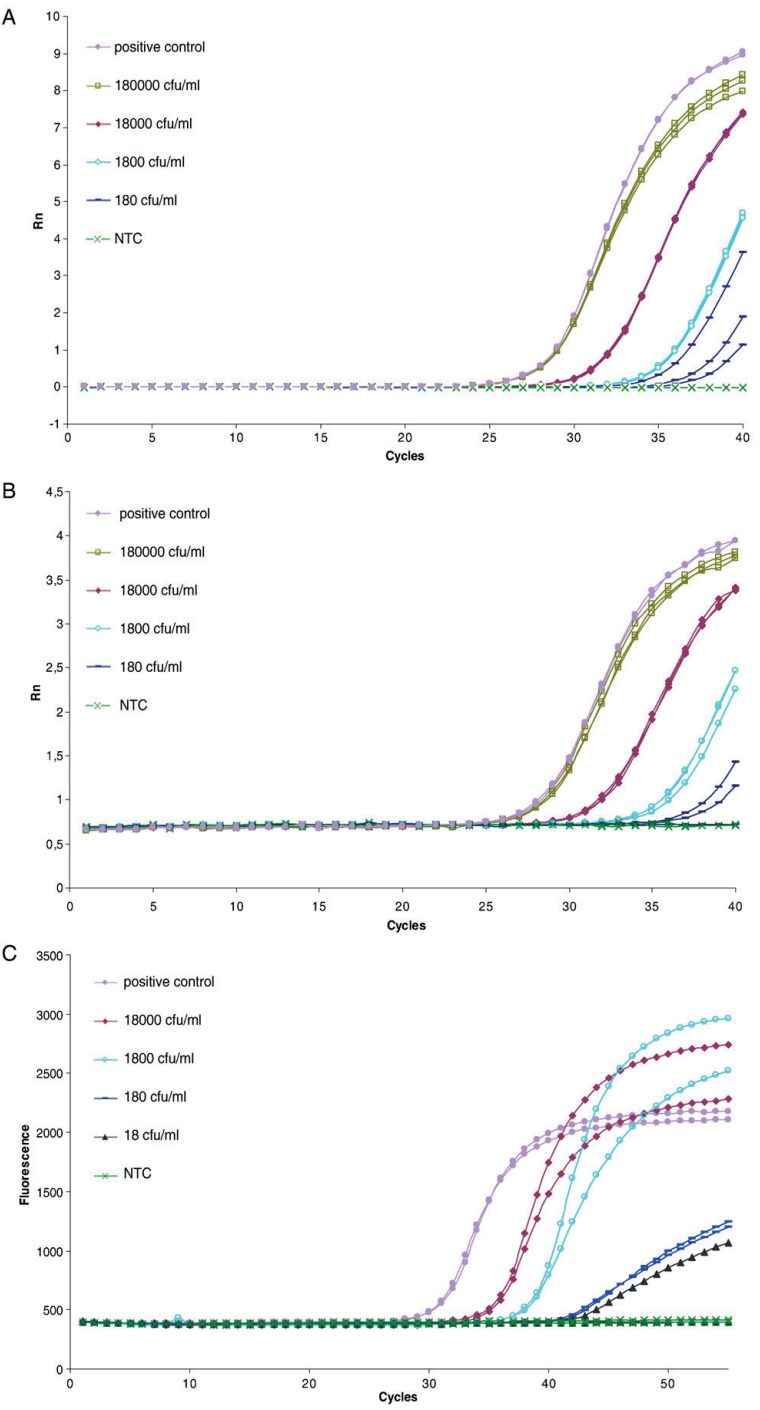 A
10
9
8
7
6
5
4
3
2
1
0
-1
Rn
positive control
180000 cfu/ml
18000 cfu/ml
1800 cfu/ml
180 cfu/ml
NTC
0 5 10 15 20 25 30 35 40
Cycles
B
4,5
4
3,5
3
2,5
2
1,5
1
0,5
0
Rn
positive control
180000 cfu/ml
18000 cfu/ml
1800 cfu/ml
180 cfu/ml
NTC
0 5 10 15 20 25 30 35 40
Cycles
C
3500
3000
2500
2000
1500
1000
500
0
Fluorescence
positive control
18000 cfu/ml
1800 cfu/ml
180 cfu/ml
18 cfu/ml
NTC
0 10 20 30 40 50
Cycles